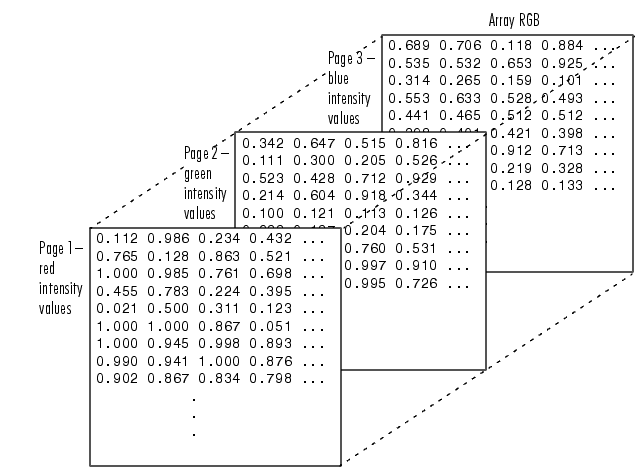 Array RGB
Page 3 –
blue
intensity
values
0.689 0.706 0.118 0.884 ...
0.535 0.532 0.653 0.925 ...
0.314 0.265 0.159 0.101 ...
0.553 0.633 0.528 0.493 ...
0.441 0.465 0.512 0.512 ...
0.421 0.398 ...
0.912 0.713 ...
0.219 0.328 ...
0.128 0.133 ...
Page 2 –
green
intensity
values
0.342 0.647 0.515 0.816 ...
0.111 0.300 0.205 0.526 ...
0.523 0.428 0.712 0.929 ...
0.214 0.604 0.918 0.344 ...
0.100 0.121 0.113 0.126 ...
0.204 0.175 ...
0.760 0.531 ...
0.997 0.910 ...
0.995 0.726 ...
Page 1 –
red
intensity
values
0.112 0.986 0.234 0.432 ...
0.765 0.128 0.863 0.521 ...
1.000 0.985 0.761 0.698 ...
0.455 0.783 0.224 0.395 ...
0.021 0.500 0.311 0.123 ...
1.000 1.000 0.867 0.051 ...
1.000 0.945 0.998 0.893 ...
0.990 0.941 1.000 0.876 ...
0.902 0.867 0.834 0.798 ...
.
.
.